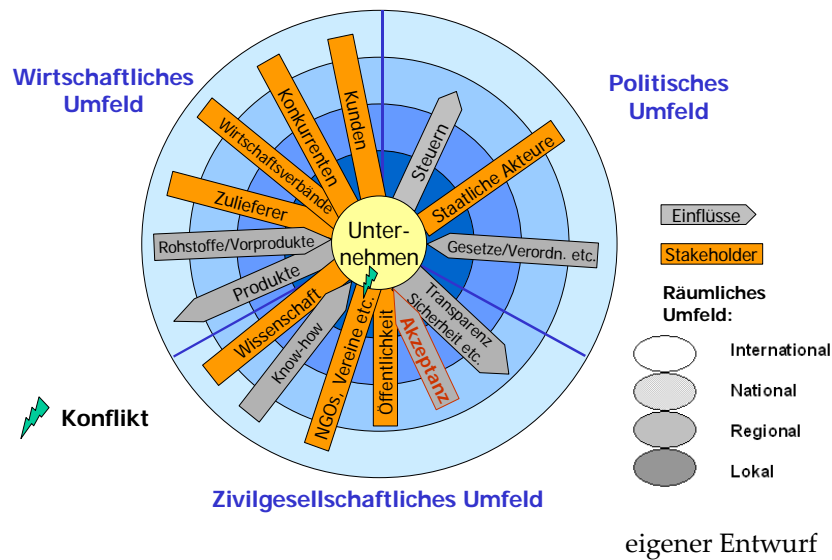 Wirtschaftliches
Umfeld
Politisches
Umfeld
Kunden
Konkurrenten
Wirtschaftsverbände
Zulieferer
Rohstoffe/Vorprodukte
Produkte
Wissenschaft
Know-how
NGOs, Vereine etc.
Öffentlichkeit
Akzeptanz
Transparenz
Sicherheit etc.
Gesetze/Verordn. etc.
Staatliche Akteure
Steuern
Unter-
nehmen
Einflüsse
Stakeholder
Räumliches
Umfeld:
International
National
Regional
Lokal
Konflikt
Zivilgesellschaftliches Umfeld
eigener Entwurf